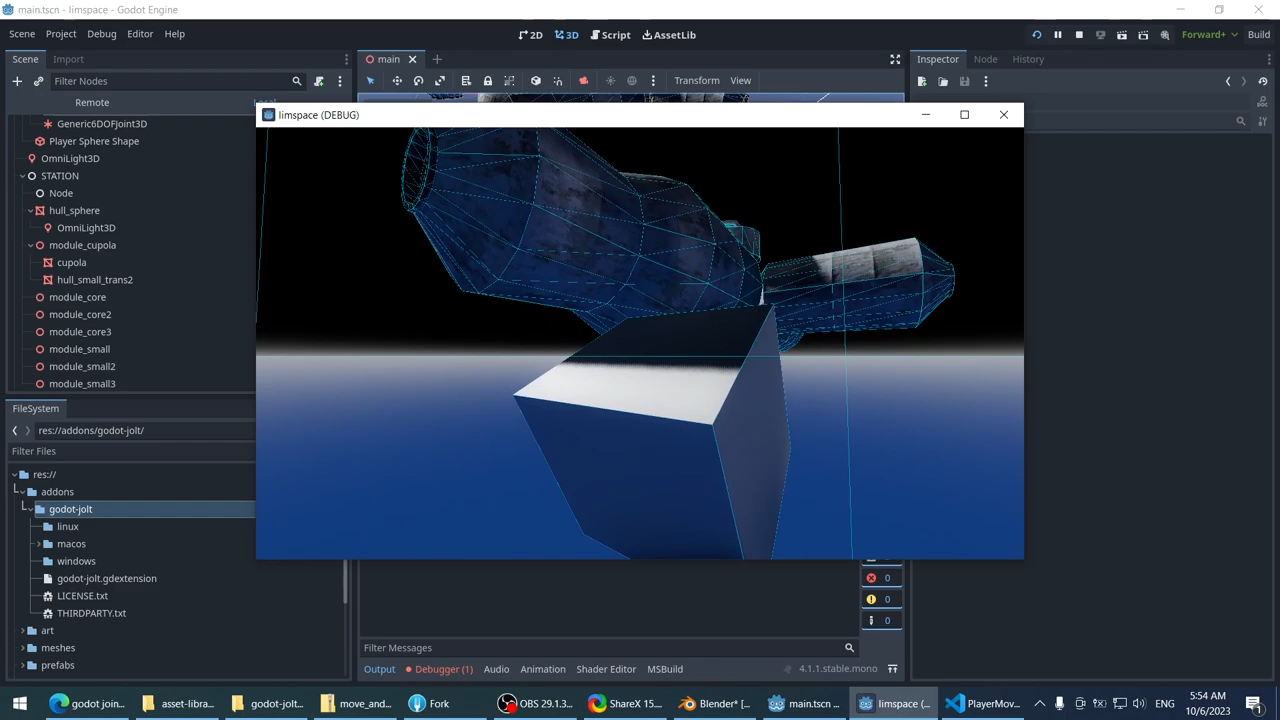 main.tscn - limspace - Godot Engine
Scene Project Debug Editor Help
2D 3D Script AssetLib
Forward+ Build
Scene Import
Filter Nodes
Remote
Generic6DOFJoint3D
Player Sphere Shape
OmniLight3D
STATION
Node
hull_sphere
OmniLight3D
module_cupola
cupola
hull_small_trans2
module_core
module_core2
module_core3
module_small
module_small2
module_small3
main
Transform View
limspace (DEBUG)
Inspector Node History
FileSystem
res://addons/godot-jolt/
Filter Files
res://
addons
godot-jolt
linux
macos
windows
godot-jolt.gdextension
LICENSE.txt
THIRDPARTY.txt
art
meshes
prefabs
0
0
0
Filter Messages
Output Debugger (1) Audio Animation Shader Editor MSBuild 4.1.1.stable.mono
godot join...
asset-libra...
godot-jolt...
move_and...
Fork
OBS 29.1.3...
ShareX 15....
Blender* [...
main.tscn ...
limspace (...
PlayerMov...
ENG
5:54 AM
10/6/2023
1